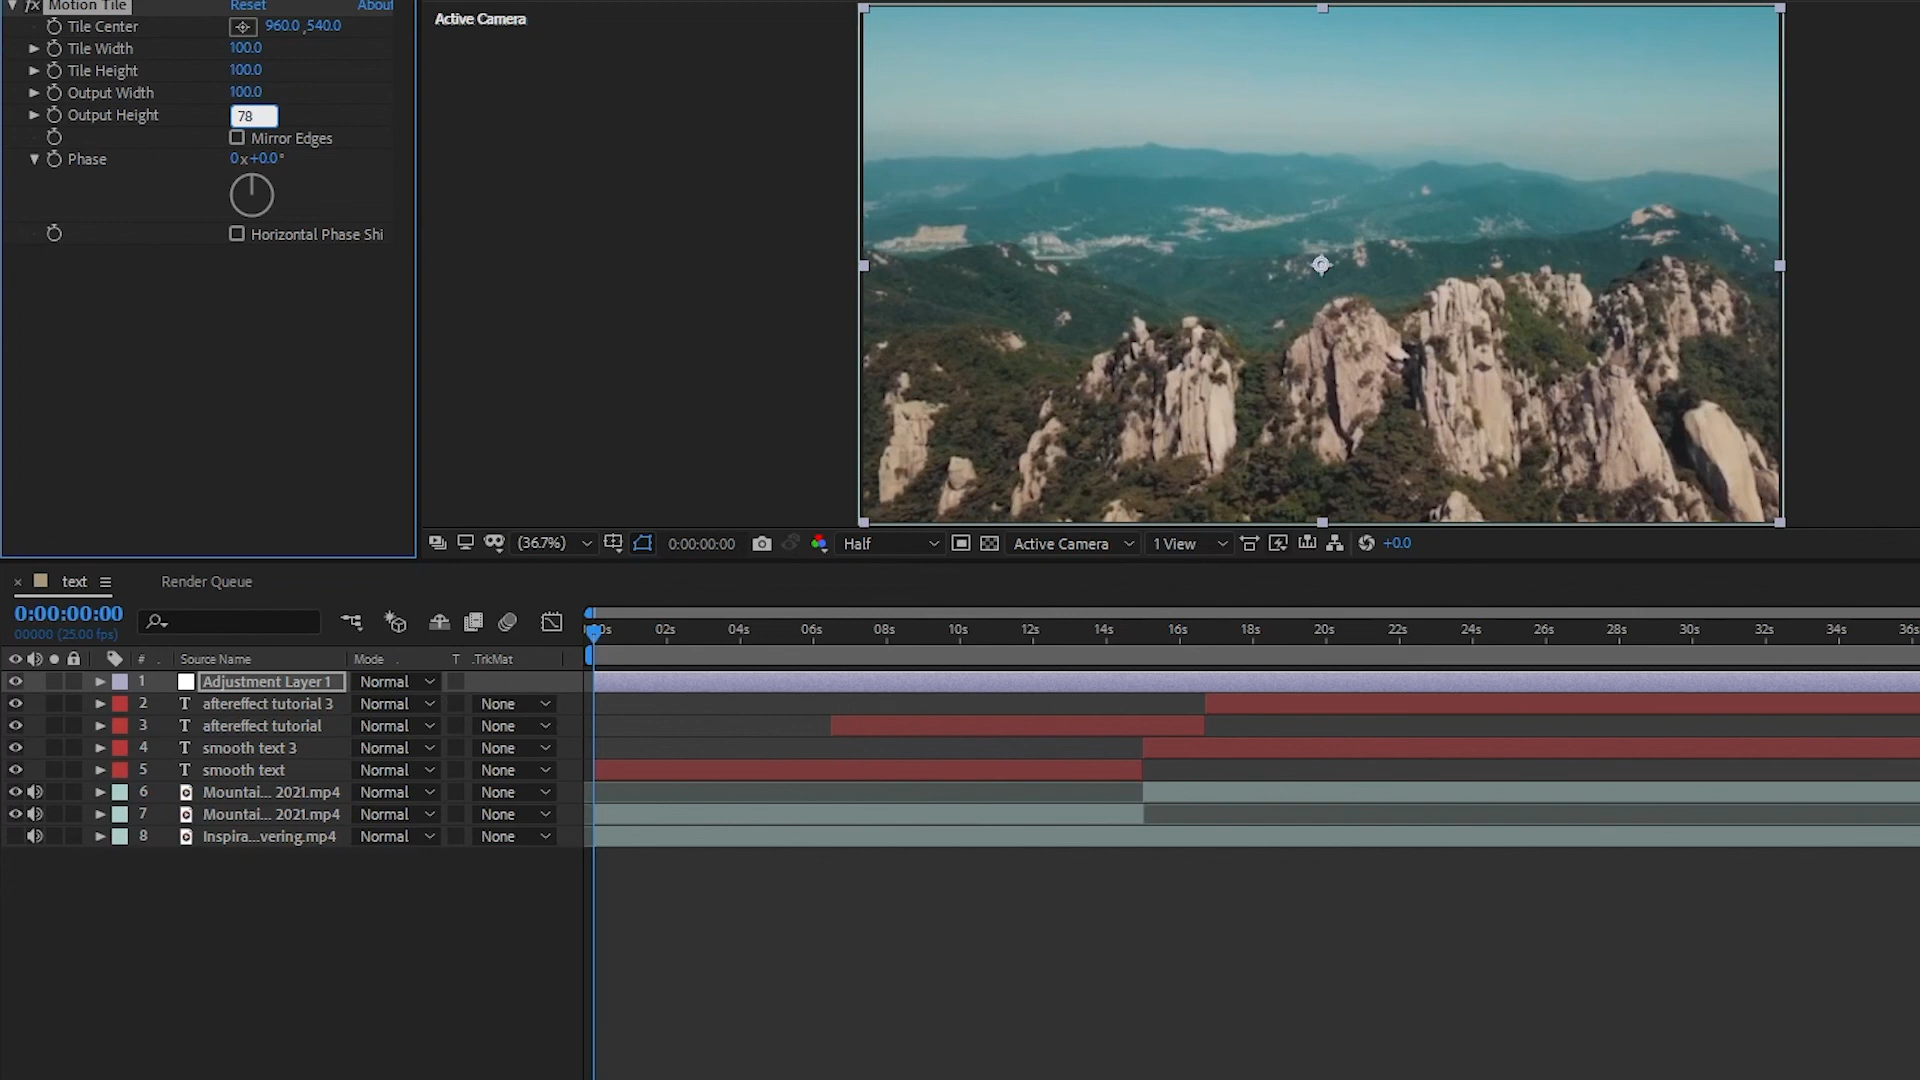 fx Motion Tile Reset About
Tile Center 960.0 ,540.0
Tile Width 100.0
Tile Height 100.0
Output Width 100.0
Output Height 78
Mirror Edges
Phase 0x+0.0°
Horizontal Phase Shi
Active Camera
(36.7%) 0:00:00:00 Half Active Camera 1 View +0.0
× text Render Queue
0:00:00:00
00000 (25.00 fps)
02s 04s 06s 08s 10s 12s 14s 16s 18s 20s 22s 24s 26s 28s 30s 32s 34s 36s
# Source Name Mode T .TrkMat
1 Adjustment Layer 1 Normal
2 T aftereffect tutorial 3 Normal None
3 T aftereffect tutorial Normal None
4 T smooth text 3 Normal None
5 T smooth text Normal None
6 Mountai... 2021.mp4 Normal None
7 Mountai... 2021.mp4 Normal None
8 Inspira...vering.mp4 Normal None